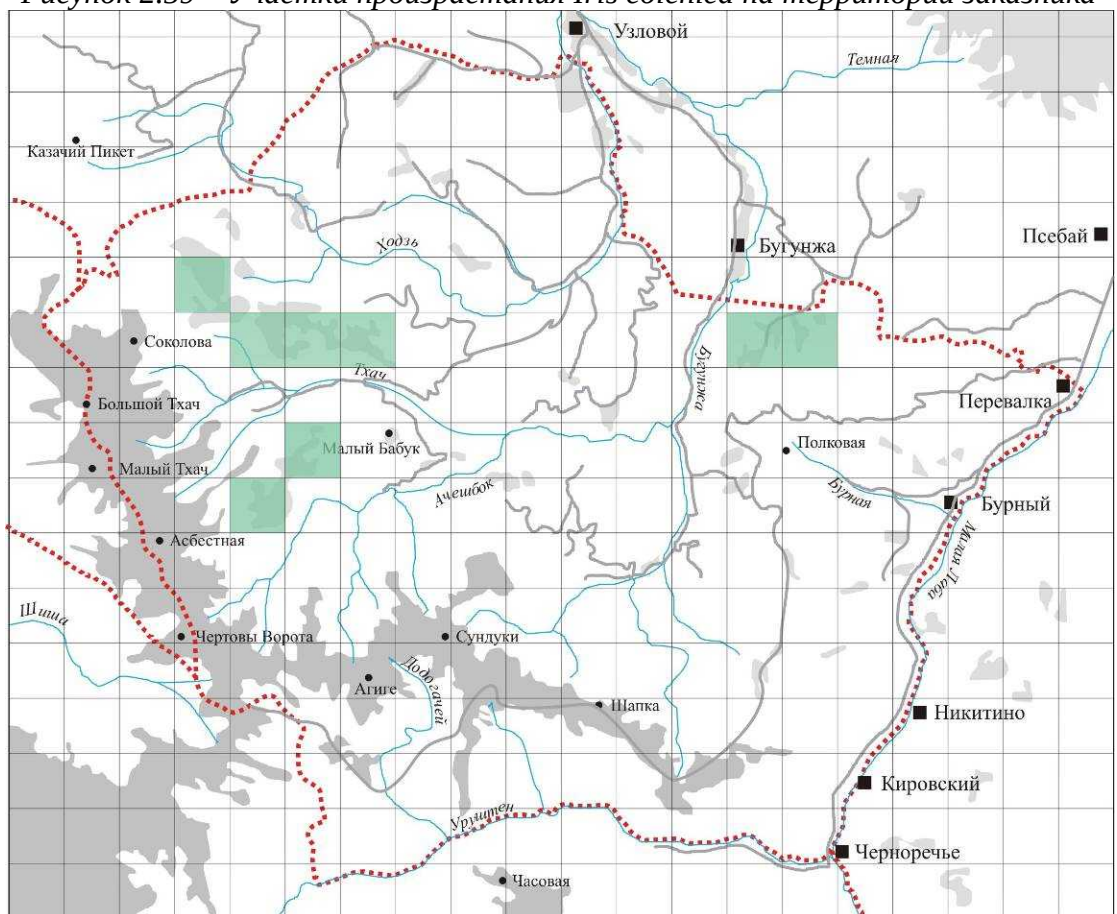 Рисунок 2.35 – Участки произрастания Iris colchica на территории заказника
Узловой
Темная
Казачий Пикет
Ходзь
Бугунжа
Псебай
Соколова
Тхач
Бугунжа
Перевалка
Большой Тхач
Малый Бабук
Полковая
Малый Тхач
Ачешбок
Бурная
Бурный
Асбестная
Малая Лаба
Шиша
Чертовы Ворота
Сундуки
Додогачей
Агиге
Шапка
Никитино
Кировский
Уруштен
Черноречье
Часовая